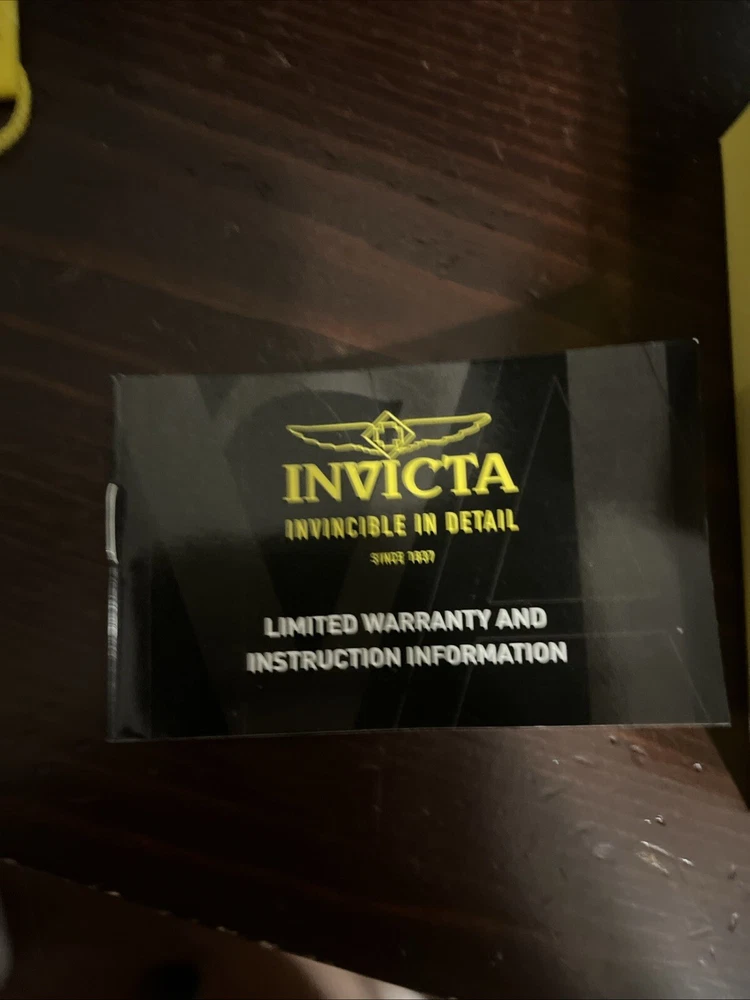 INVICTA
INVINCIBLE IN DETAIL
SINCE 1837
LIMITED WARRANTY AND
INSTRUCTION INFORMATION